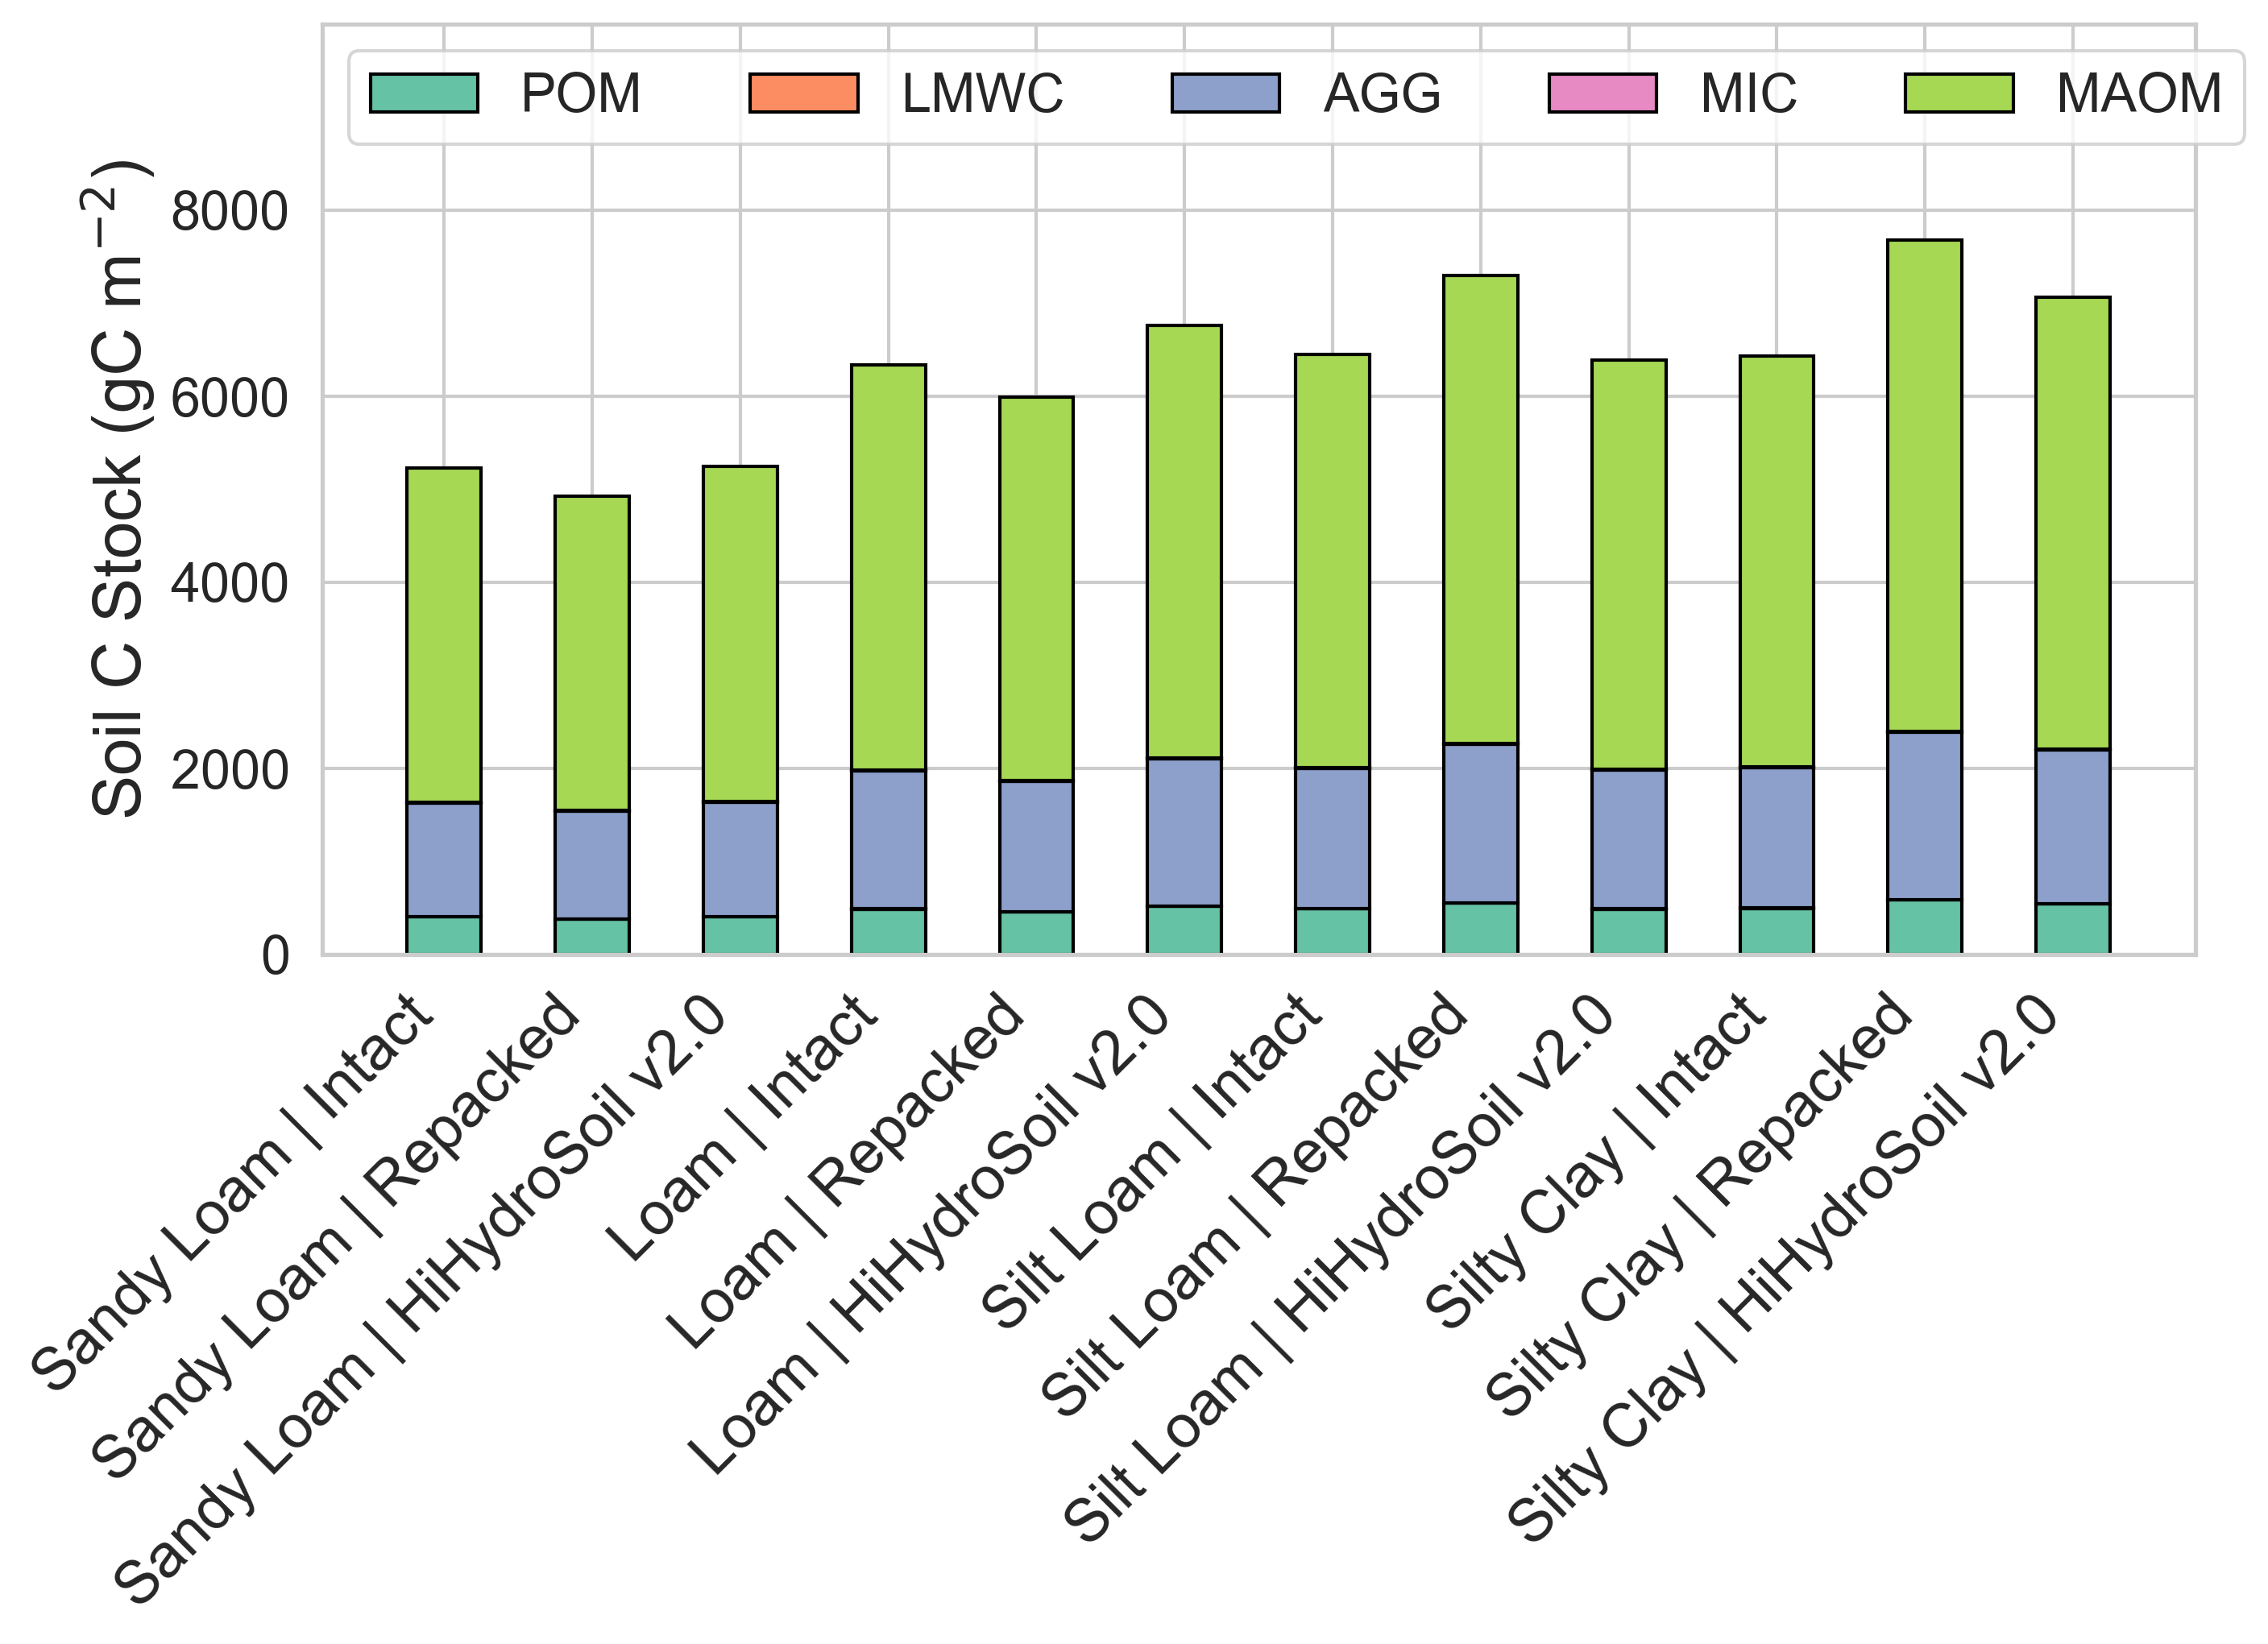 POM LMWC AGG MIC MAOM
Soil C Stock (gC m⁻²)
8000
6000
4000
2000
0
Sandy Loam | Intact
Sandy Loam | Repacked
Sandy Loam | HiHydroSoil v2.0
Loam | Intact
Loam | Repacked
Loam | HiHydroSoil v2.0
Silt Loam | Intact
Silt Loam | Repacked
Silt Loam | HiHydroSoil v2.0
Silty Clay | Intact
Silty Clay | Repacked
Silty Clay | HiHydroSoil v2.0